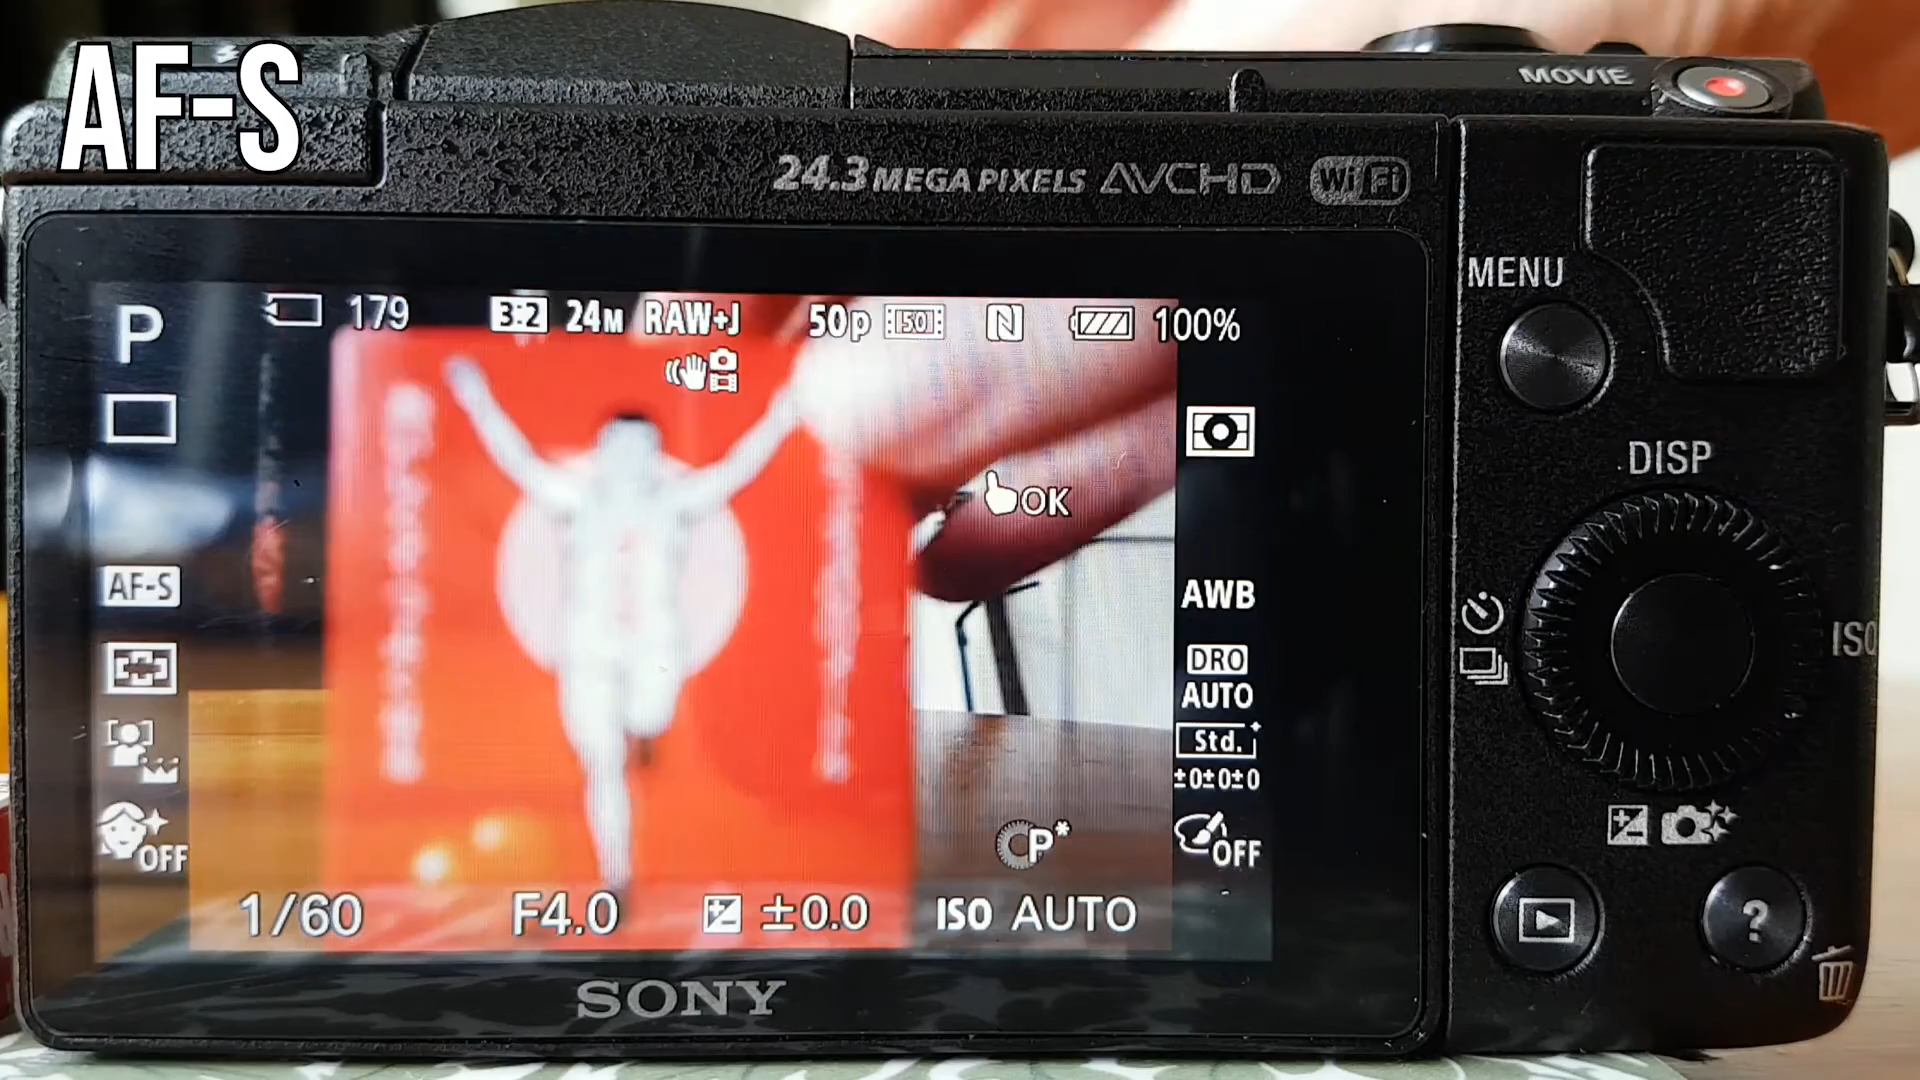 AF-S
MOVIE
24.3 MEGA PIXELS AVCHD Wi Fi
MENU
P 179 3:2 24M RAW+J 50p 50 N 100%
DISP
OK
AF-S
AWB
ISO
DRO
AUTO
Std.
±0±0±0
OFF
P*
OFF
1/60 F4.0 ±0.0 ISO AUTO
?
SONY